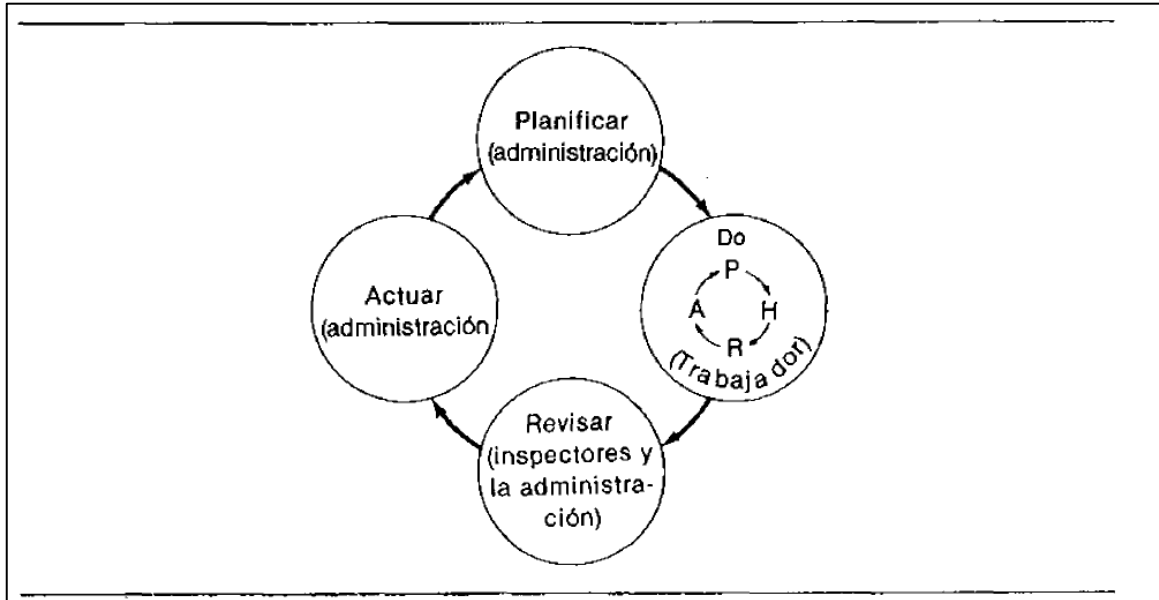 Planificar
(administración)
Do
P
A
H
R
(Trabajador)
Actuar
(administración
Revisar
(inspectores y
la administra-
ción)